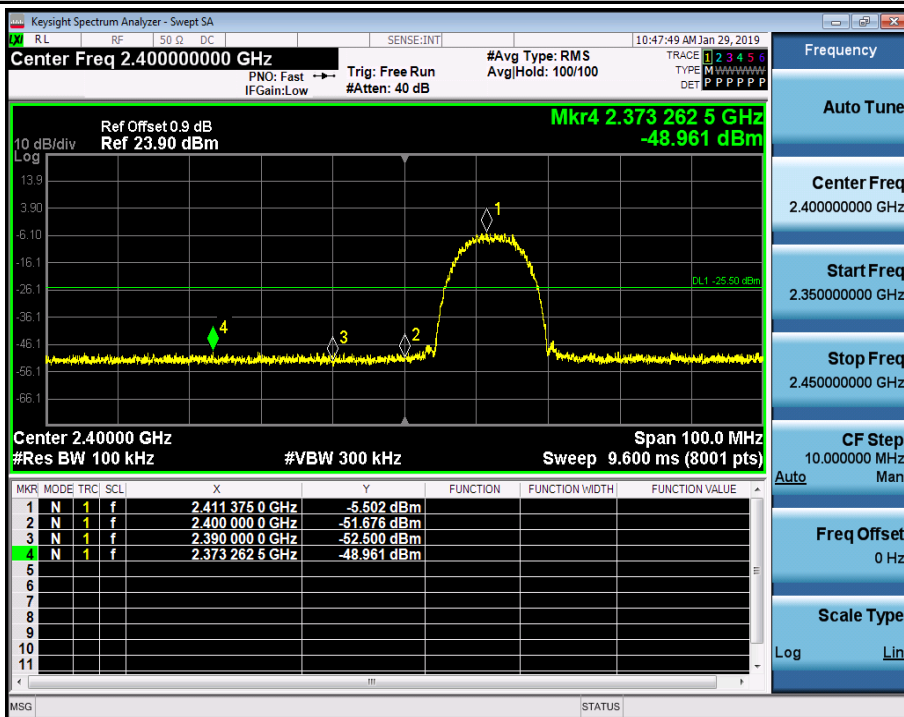 Keysight Spectrum Analyzer - Swept SA
LXI RL RF 50 Ω DC SENSE:INT 10:47:49 AM Jan 29, 2019
Center Freq 2.400000000 GHz
PNO: Fast
IFGain:Low
Trig: Free Run
#Atten: 40 dB
#Avg Type: RMS
Avg|Hold: 100/100
TRACE 1 2 3 4 5 6
TYPE M W W W W W
DET P P P P P P
Mkr4 2.373 262 5 GHz
-48.961 dBm
Ref Offset 0.9 dB
10 dB/div Ref 23.90 dBm
Log
13.9
3.90
-6.10
-16.1
-26.1
-36.1
-46.1
-56.1
-66.1
1
DL1 -25.50 dBm
4
3
2
Center 2.40000 GHz Span 100.0 MHz
#Res BW 100 kHz #VBW 300 kHz Sweep 9.600 ms (8001 pts)
MKR MODE TRC SCL X Y FUNCTION FUNCTION WIDTH FUNCTION VALUE
1 N 1 f 2.411 375 0 GHz -5.502 dBm
2 N 1 f 2.400 000 0 GHz -51.676 dBm
3 N 1 f 2.390 000 0 GHz -52.500 dBm
4 N 1 f 2.373 262 5 GHz -48.961 dBm
5
6
7
8
9
10
11
MSG STATUS
Frequency
Auto Tune
Center Freq
2.400000000 GHz
Start Freq
2.350000000 GHz
Stop Freq
2.450000000 GHz
CF Step
10.000000 MHz
Auto Man
Freq Offset
0 Hz
Scale Type
Log Lin